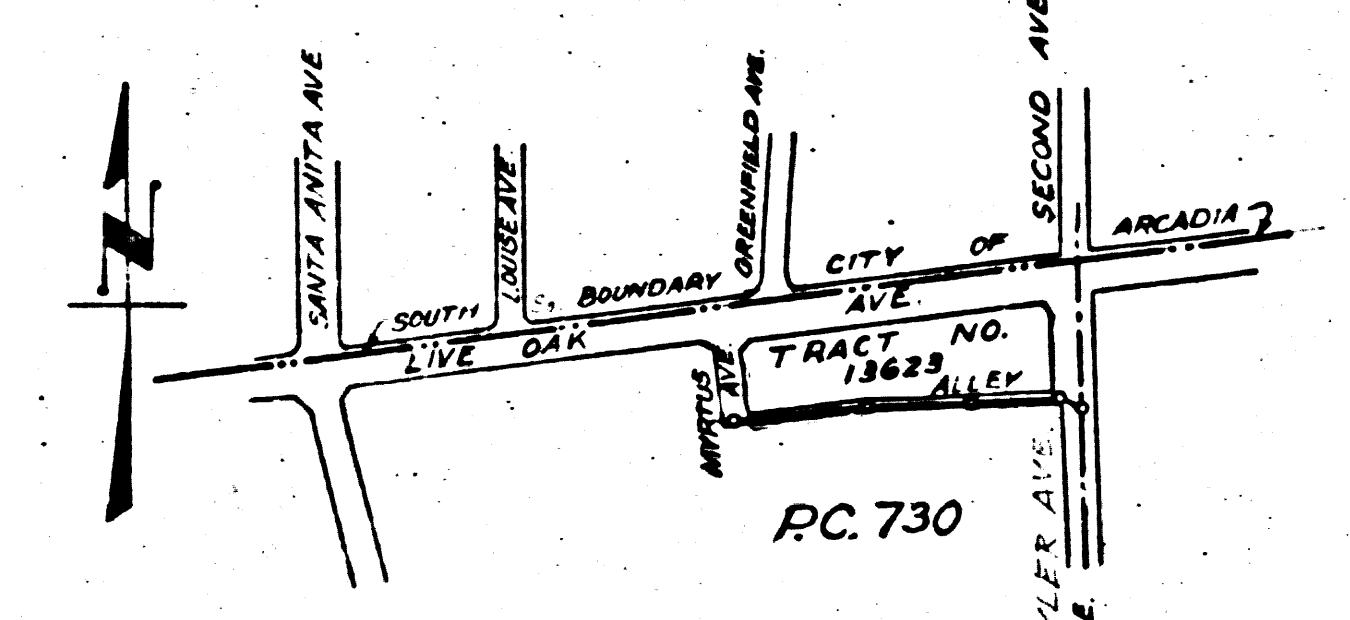 SANTA ANITA AVE
LOUISE AVE
GREENFIELD AVE.
SECOND AVE
SOUTH BOUNDARY CITY OF ARCADIA
LIVE OAK AVE.
MYRTUS AVE.
TRACT NO.
13623
ALLEY
P.C. 730
AVE.
E.
N